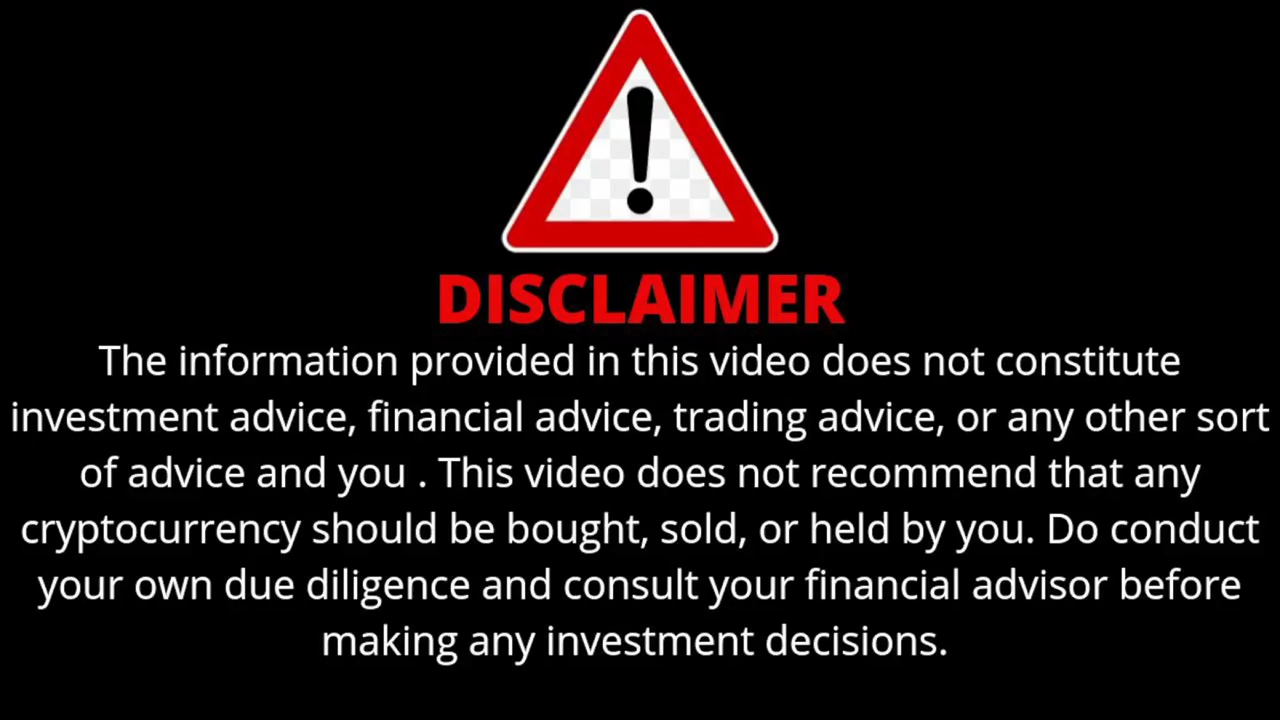 DISCLAIMER
The information provided in this video does not constitute
investment advice, financial advice, trading advice, or any other sort
of advice and you . This video does not recommend that any
cryptocurrency should be bought, sold, or held by you. Do conduct
your own due diligence and consult your financial advisor before
making any investment decisions.